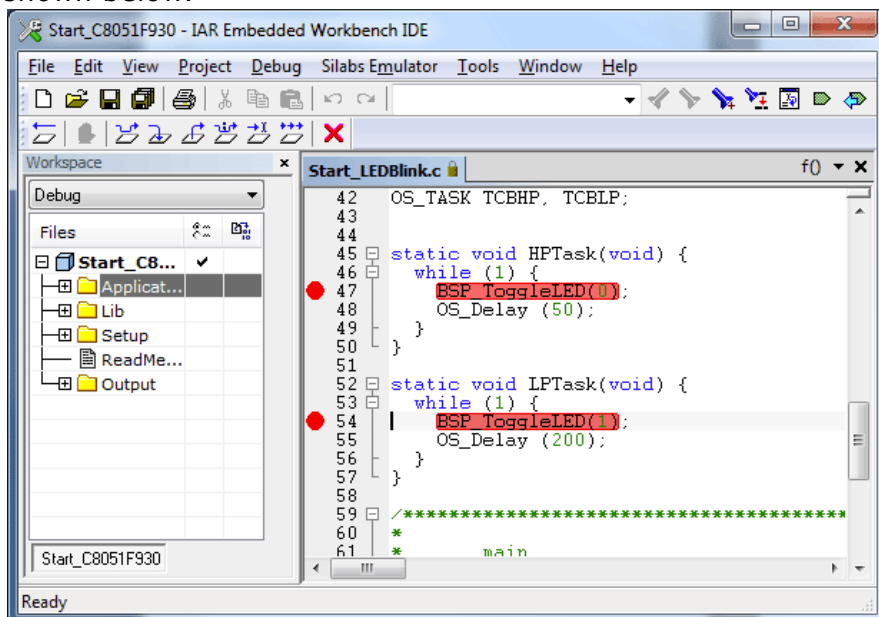 Start_C8051F930 - IAR Embedded Workbench IDE
File Edit View Project Debug Silabs Emulator Tools Window Help
Workspace
Debug
Files
Start_C8...
Applicat...
Lib
Setup
ReadMe...
Output
Start_C8051F930
Start_LEDBlink.c f()
42 OS_TASK TCBHP, TCBLP;
43
44
45 static void HPTask(void) {
46 while (1) {
47 BSP_ToggleLED(0);
48 OS_Delay (50);
49 }
50 }
51
52 static void LPTask(void) {
53 while (1) {
54 BSP_ToggleLED(1);
55 OS_Delay (200);
56 }
57 }
58
59 /****************************************
60 *
61 * main
Ready